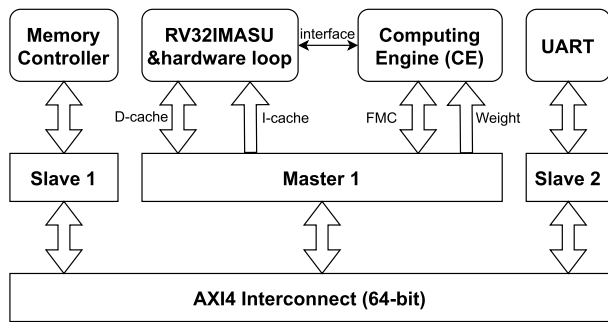 Memory
Controller
RV32IMASU
&hardware loop
interface
Computing
Engine (CE)
UART
D-cache
I-cache
FMC
Weight
Slave 1
Master 1
Slave 2
AXI4 Interconnect (64-bit)